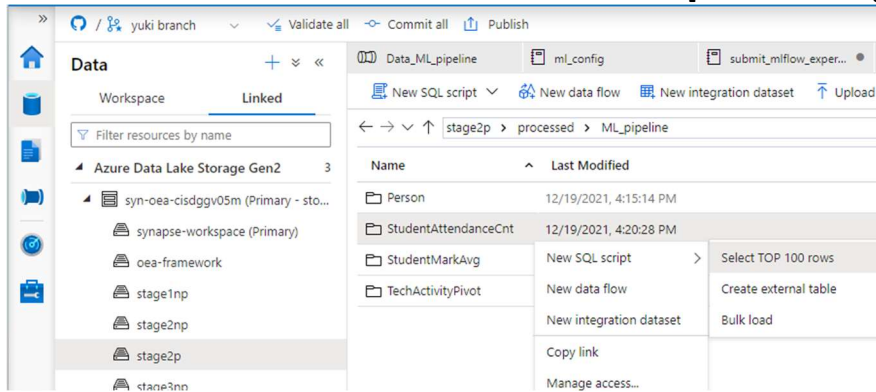 » / yuki branch Validate all Commit all Publish
Data + Data_ML_pipeline ml_config submit_mlflow_exper...
Workspace Linked New SQL script New data flow New integration dataset Upload
Filter resources by name stage2p > processed > ML_pipeline
Azure Data Lake Storage Gen2 3 Name Last Modified
syn-oea-cisdggv05m (Primary - sto... Person 12/19/2021, 4:15:14 PM
synapse-workspace (Primary) StudentAttendanceCnt 12/19/2021, 4:20:28 PM
oea-framework StudentMarkAvg New SQL script > Select TOP 100 rows
stage1np TechActivityPivot New data flow Create external table
stage2np New integration dataset Bulk load
stage2p Copy link
stage3np Manage access...